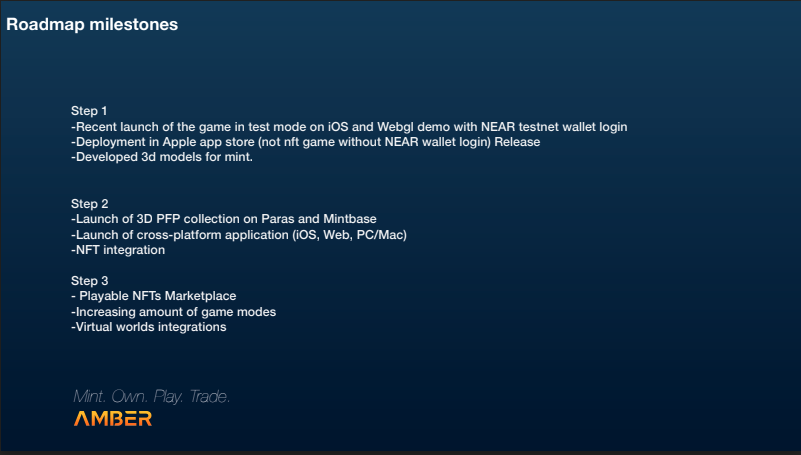 Roadmap milestones
Step 1
-Recent launch of the game in test mode on iOS and Webgl demo with NEAR testnet wallet login
-Deployment in Apple app store (not nft game without NEAR wallet login) Release
-Developed 3d models for mint.
Step 2
-Launch of 3D PFP collection on Paras and Mintbase
-Launch of cross-platform application (iOS, Web, PC/Mac)
-NFT integration
Step 3
- Playable NFTs Marketplace
-Increasing amount of game modes
-Virtual worlds integrations
Mint. Own. Play. Trade.
AMBER